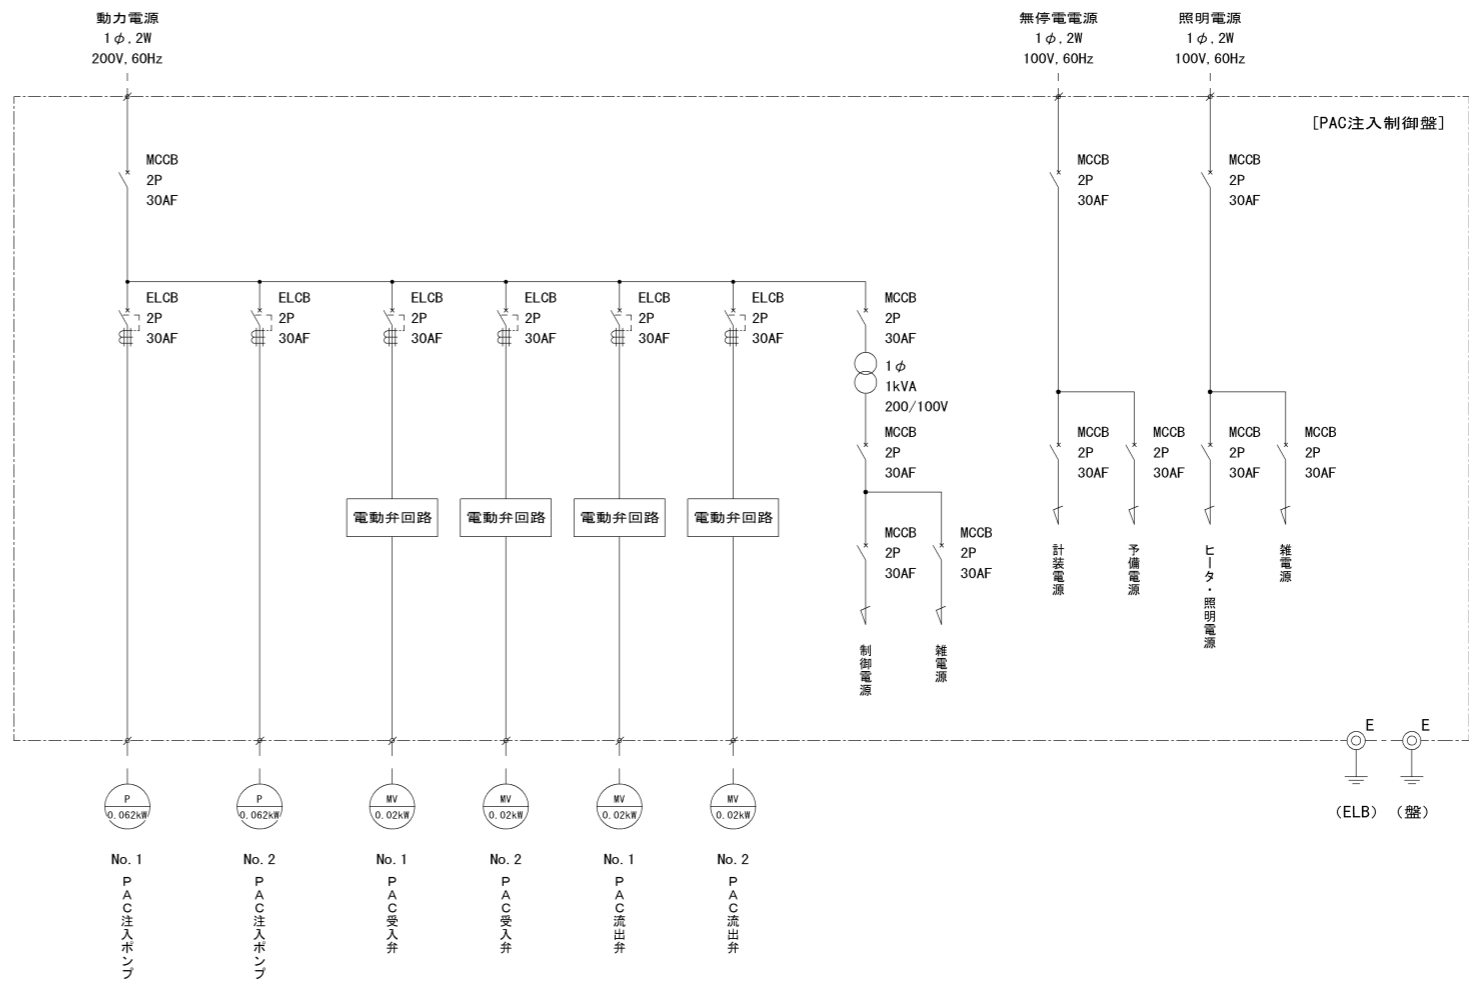 動力電源
1φ, 2W
200V, 60Hz
無停電電源
1φ, 2W
100V, 60Hz
照明電源
1φ, 2W
100V, 60Hz
[PAC注入制御盤]
MCCB
2P
30AF
MCCB
2P
30AF
MCCB
2P
30AF
ELCB
2P
30AF
ELCB
2P
30AF
ELCB
2P
30AF
ELCB
2P
30AF
ELCB
2P
30AF
ELCB
2P
30AF
MCCB
2P
30AF
1φ
1kVA
200/100V
MCCB
2P
30AF
MCCB
2P
30AF
MCCB
2P
30AF
MCCB
2P
30AF
MCCB
2P
30AF
電動弁回路
電動弁回路
電動弁回路
電動弁回路
MCCB
2P
30AF
MCCB
2P
30AF
計装電源
予備電源
ヒータ・照明電源
雑電源
制御電源
雑電源
E
E
(ELB)
(盤)
P
0.062kW
P
0.062kW
MV
0.02kW
MV
0.02kW
MV
0.02kW
MV
0.02kW
No. 1
PAC注入ポンプ
No. 2
PAC注入ポンプ
No. 1
PAC受入弁
No. 2
PAC受入弁
No. 1
PAC流出弁
No. 2
PAC流出弁